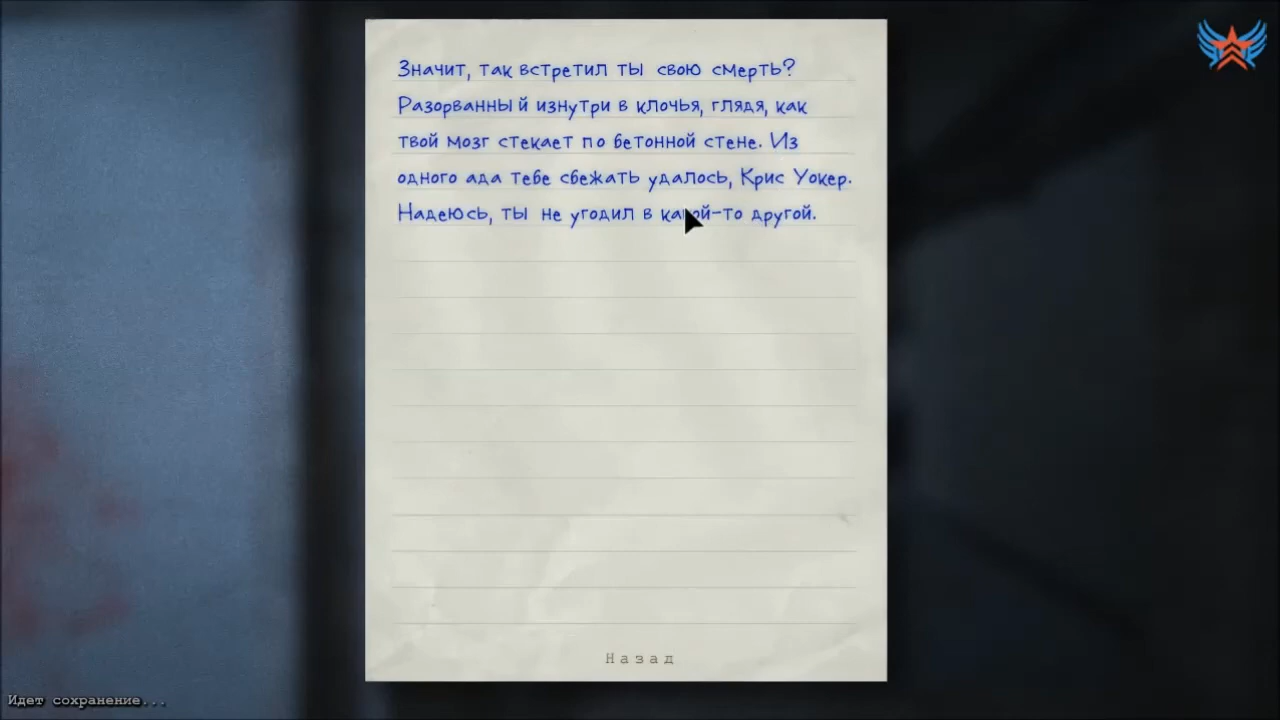 Значит, так встретил ты свою смерть?
Разорванный изнутри в клочья, глядя, как
твой мозг стекает по бетонной стене. Из
одного ада тебе сбежать удалось, Крис Уокер.
Надеюсь, ты не угодил в какой-то другой.
Назад
Идет сохранение...